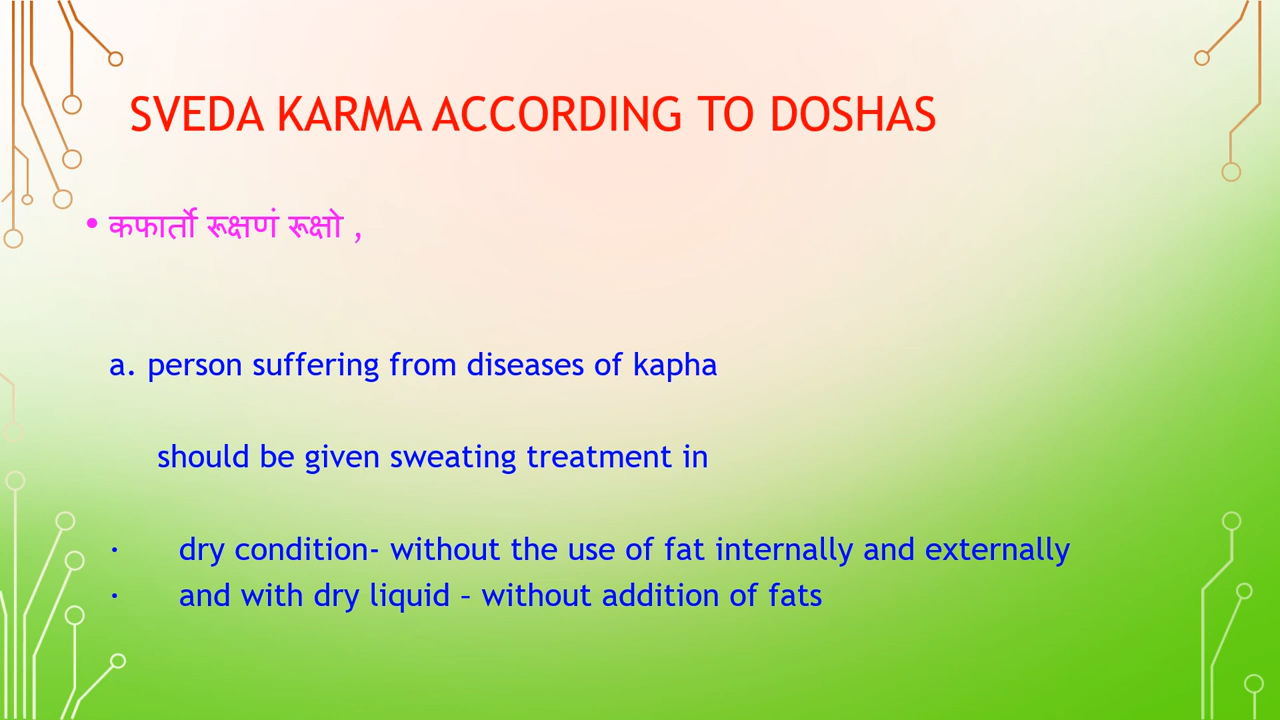 SVEDA KARMA ACCORDING TO DOSHAS
• कफार्तो रूक्षणं रूक्षो ,
a. person suffering from diseases of kapha
should be given sweating treatment in
· dry condition- without the use of fat internally and externally
· and with dry liquid – without addition of fats